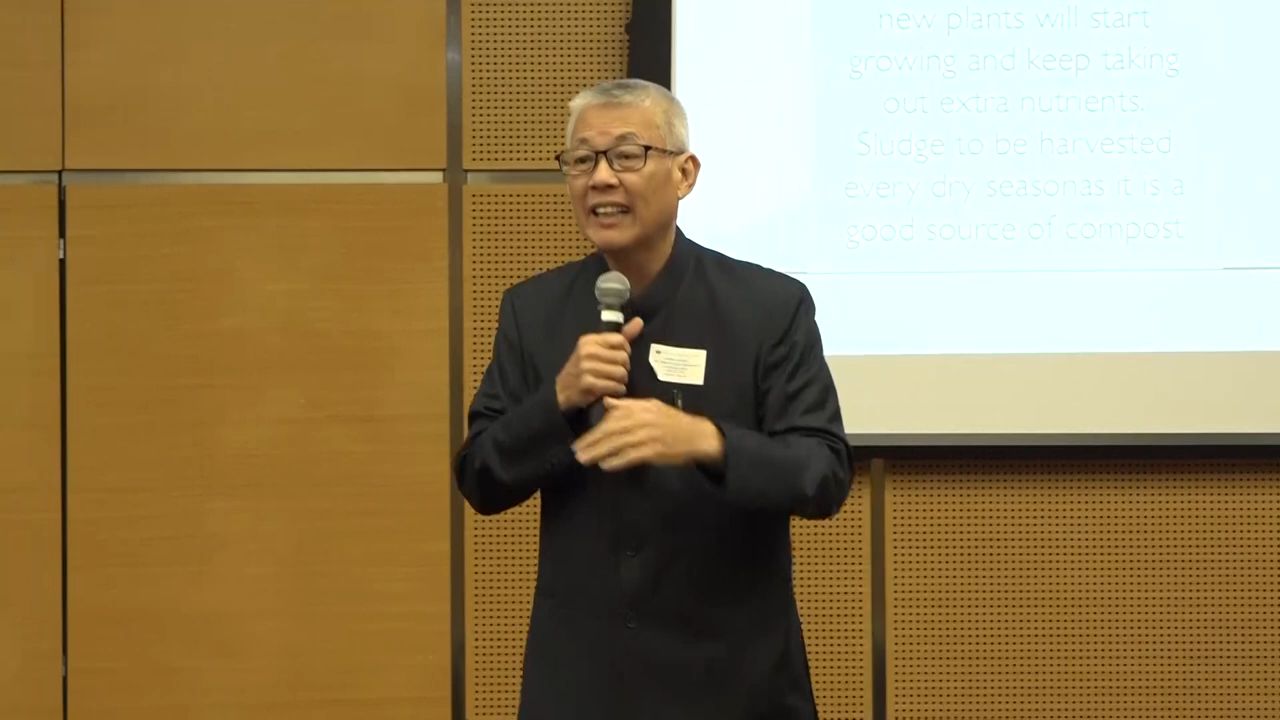 new plants will start
growing and keep taking
out extra nutrients.
Sludge to be harvested
every dry seasonas it is a
good source of compost